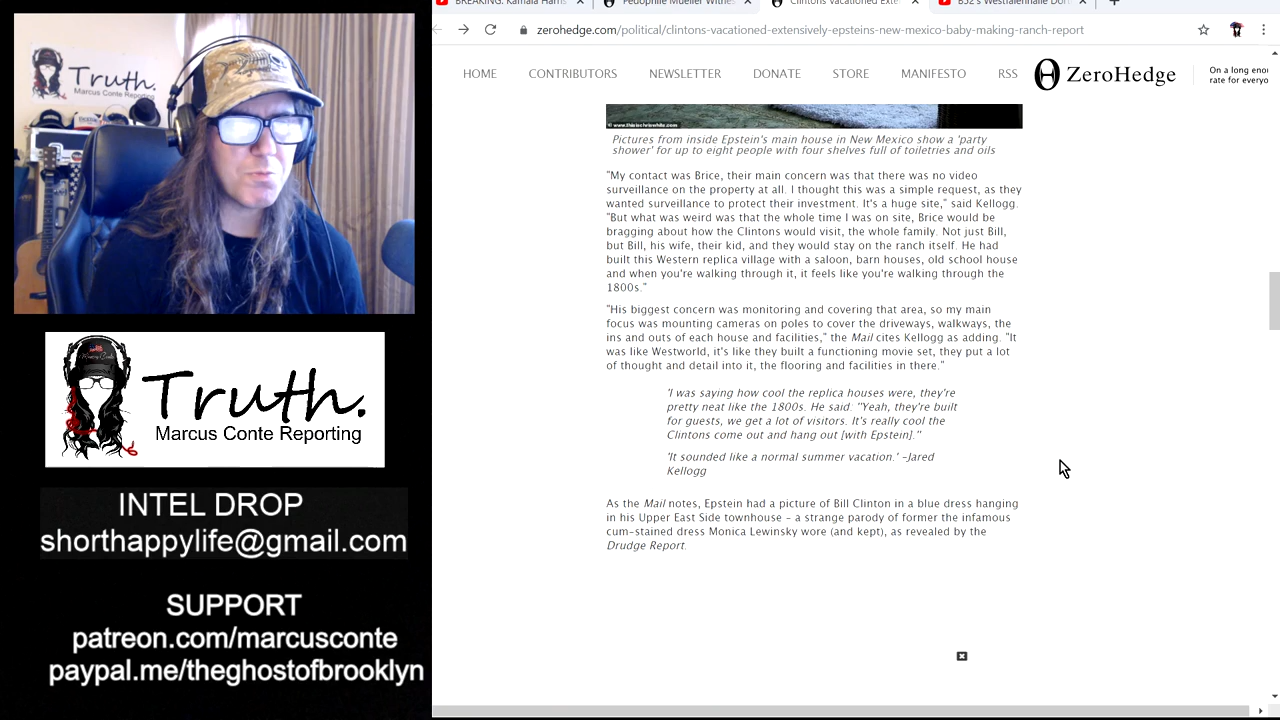 BREAKING: Kamala Harris
Pedophile Mueller Witnes
Clintons Vacationed Exte
B52's Westfalenhalle Dort
zerohedge.com/political/clintons-vacationed-extensively-epsteins-new-mexico-baby-making-ranch-report
HOME CONTRIBUTORS NEWSLETTER DONATE STORE MANIFESTO RSS
ZeroHedge
On a long enou
rate for everyo
© www.thisischriswhite.com
Pictures from inside Epstein's main house in New Mexico show a 'party
shower' for up to eight people with four shelves full of toiletries and oils
"My contact was Brice, their main concern was that there was no video
surveillance on the property at all. I thought this was a simple request, as they
wanted surveillance to protect their investment. It's a huge site," said Kellogg.
"But what was weird was that the whole time I was on site, Brice would be
bragging about how the Clintons would visit, the whole family. Not just Bill,
but Bill, his wife, their kid, and they would stay on the ranch itself. He had
built this Western replica village with a saloon, barn houses, old school house
and when you're walking through it, it feels like you're walking through the
1800s."
"His biggest concern was monitoring and covering that area, so my main
focus was mounting cameras on poles to cover the driveways, walkways, the
ins and outs of each house and facilities," the Mail cites Kellogg as adding. "It
was like Westworld, it's like they built a functioning movie set, they put a lot
of thought and detail into it, the flooring and facilities in there."
'I was saying how cool the replica houses were, they're
pretty neat like the 1800s. He said. ''Yeah, they're built
for guests, we get a lot of visitors. It's really cool the
Clintons come out and hang out [with Epstein].''
'It sounded like a normal summer vacation.' -Jared
Kellogg
As the Mail notes, Epstein had a picture of Bill Clinton in a blue dress hanging
in his Upper East Side townhouse - a strange parody of former the infamous
cum-stained dress Monica Lewinsky wore (and kept), as revealed by the
Drudge Report.
Truth.
Marcus Conte Reporting
Truth.
Marcus Conte Reporting
INTEL DROP
shorthappylife@gmail.com
SUPPORT
patreon.com/marcusconte
paypal.me/theghostofbrooklyn